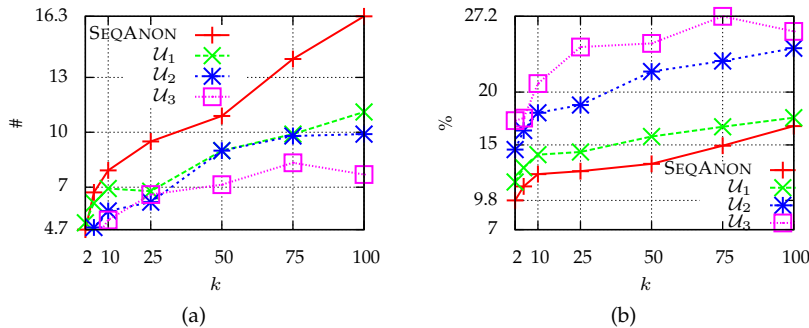 16.3
13
10
7
4.7
#
SEQANON
U1
U2
U3
2 10 25 50 75 100
k
(a)
27.2
20
15
9.8
7
%
SEQANON
U1
U2
U3
2 10 25 50 75 100
k
(b)